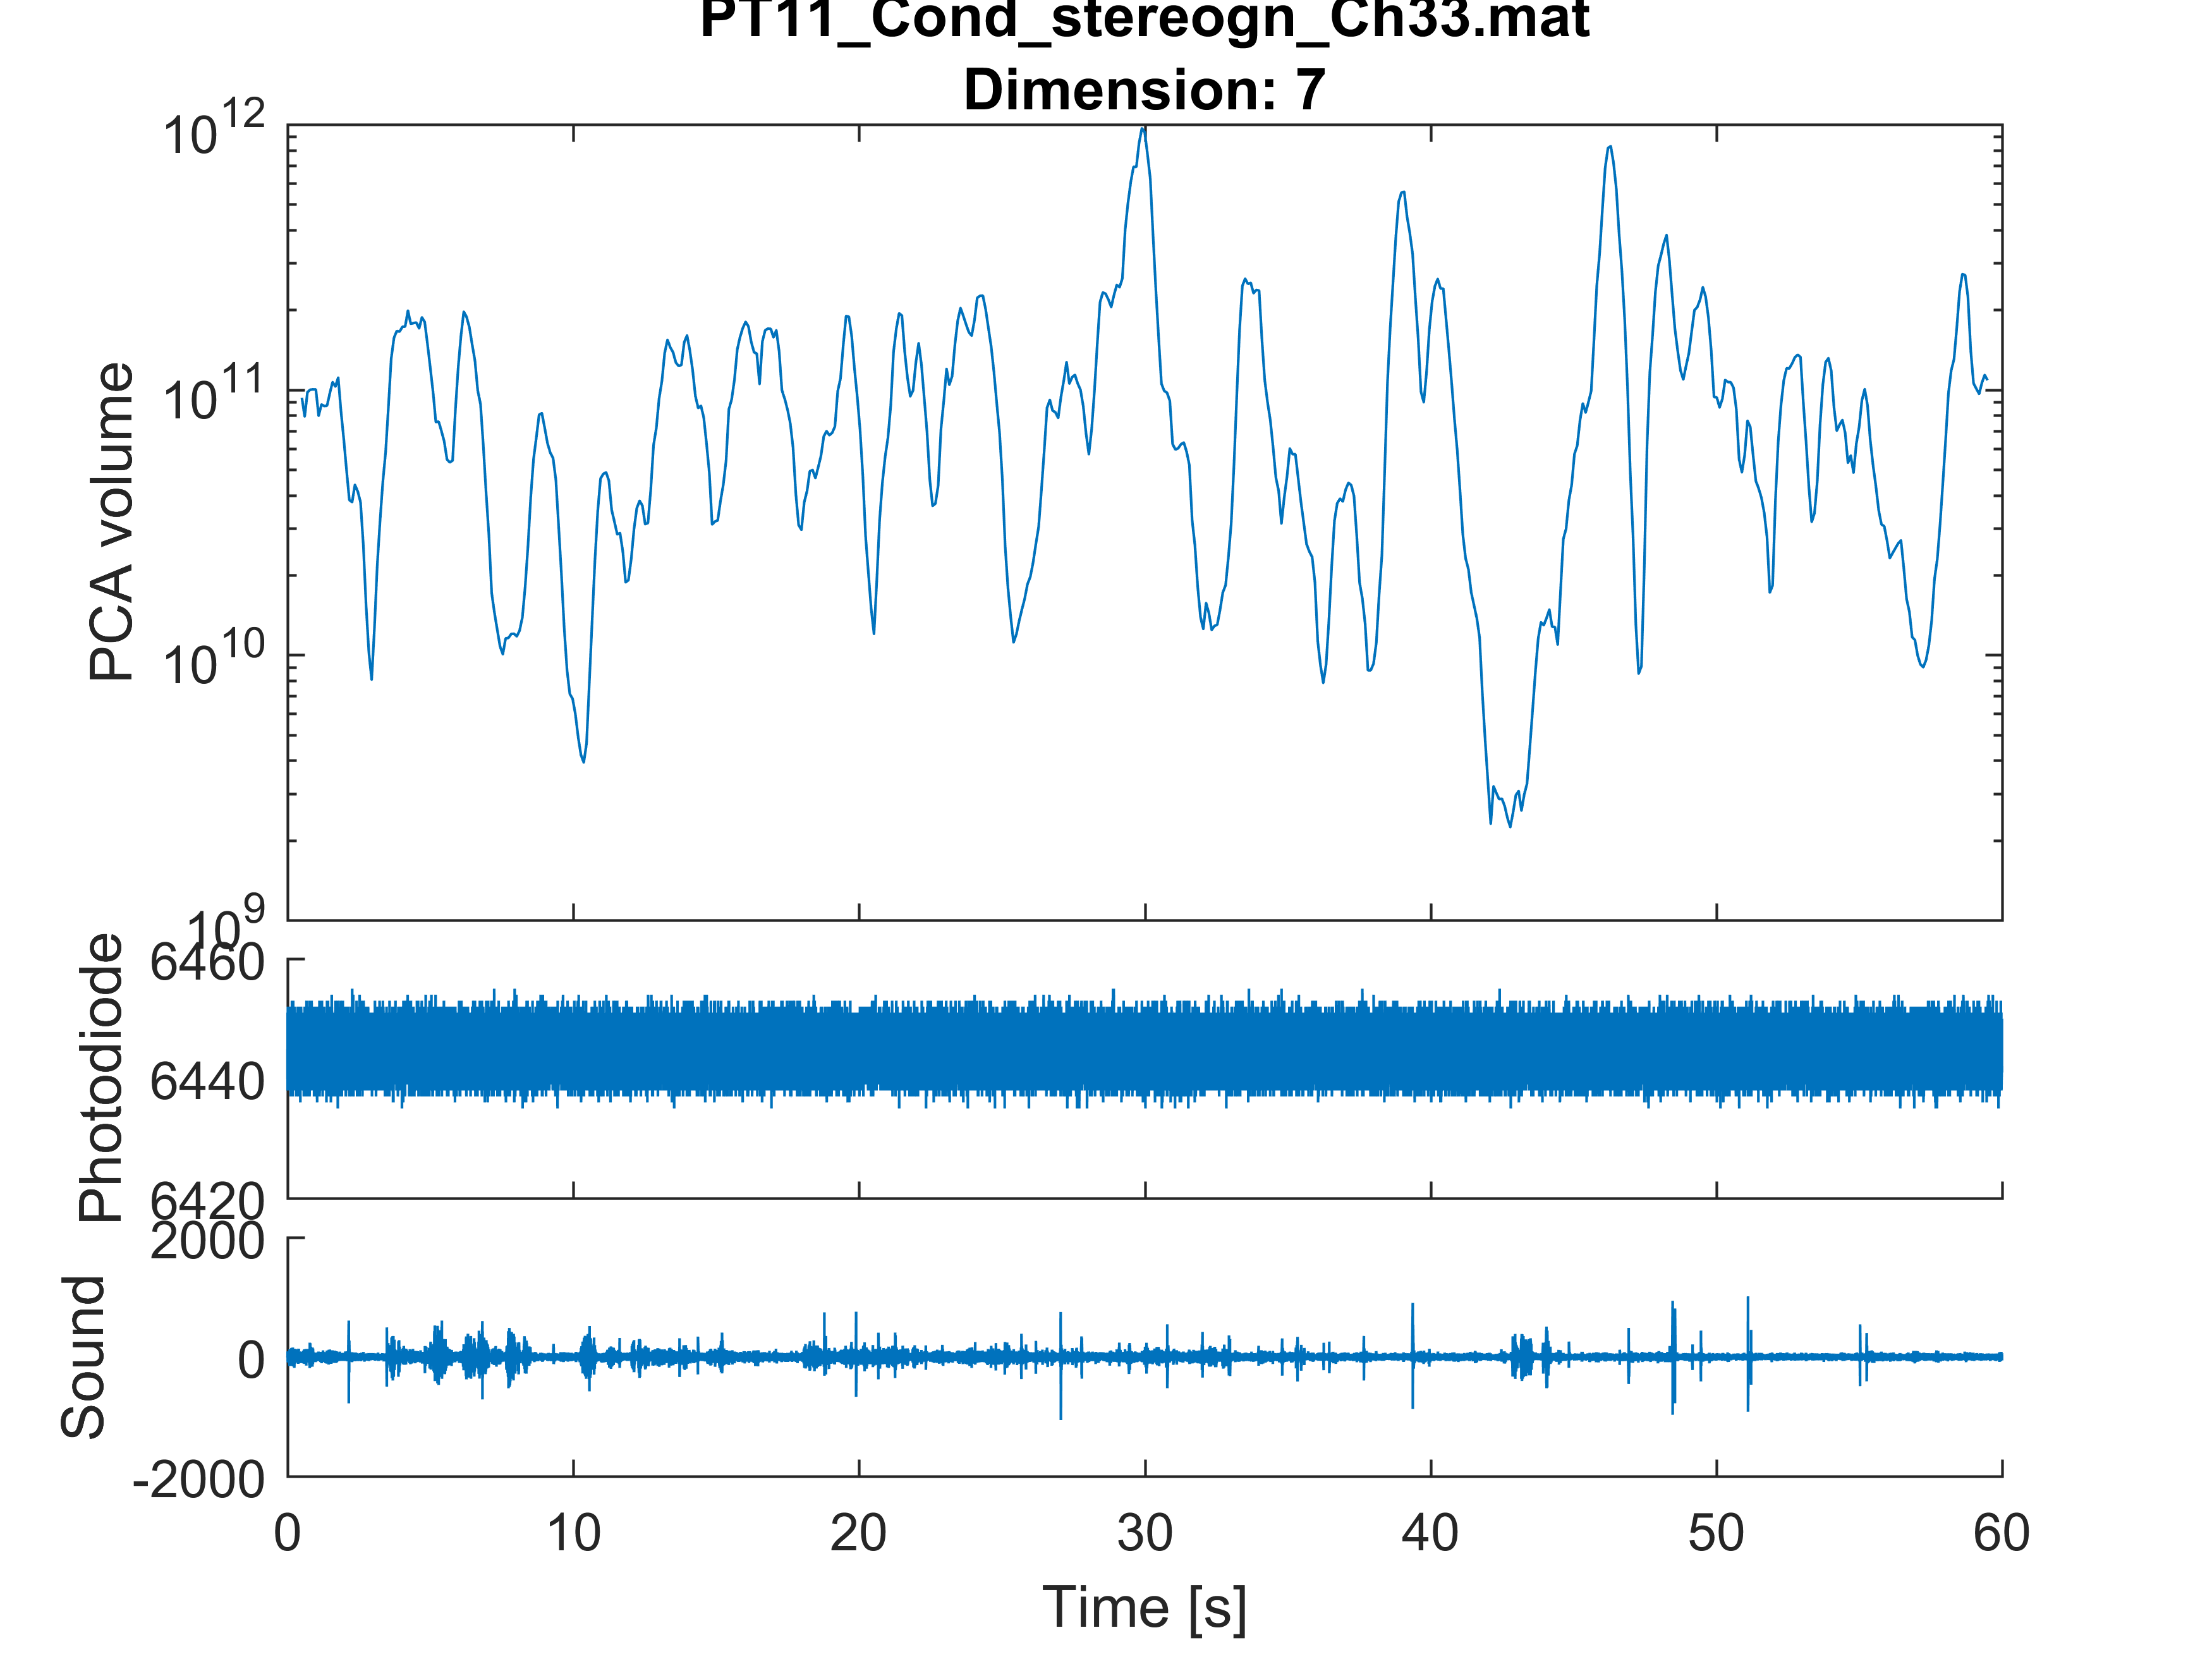 PT11_Cond_stereogn_Ch33.mat
Dimension: 7
10^12
10^11
10^10
10^9
PCA volume
6460
6440
6420
Photodiode
2000
0
-2000
Sound
0 10 20 30 40 50 60
Time [s]